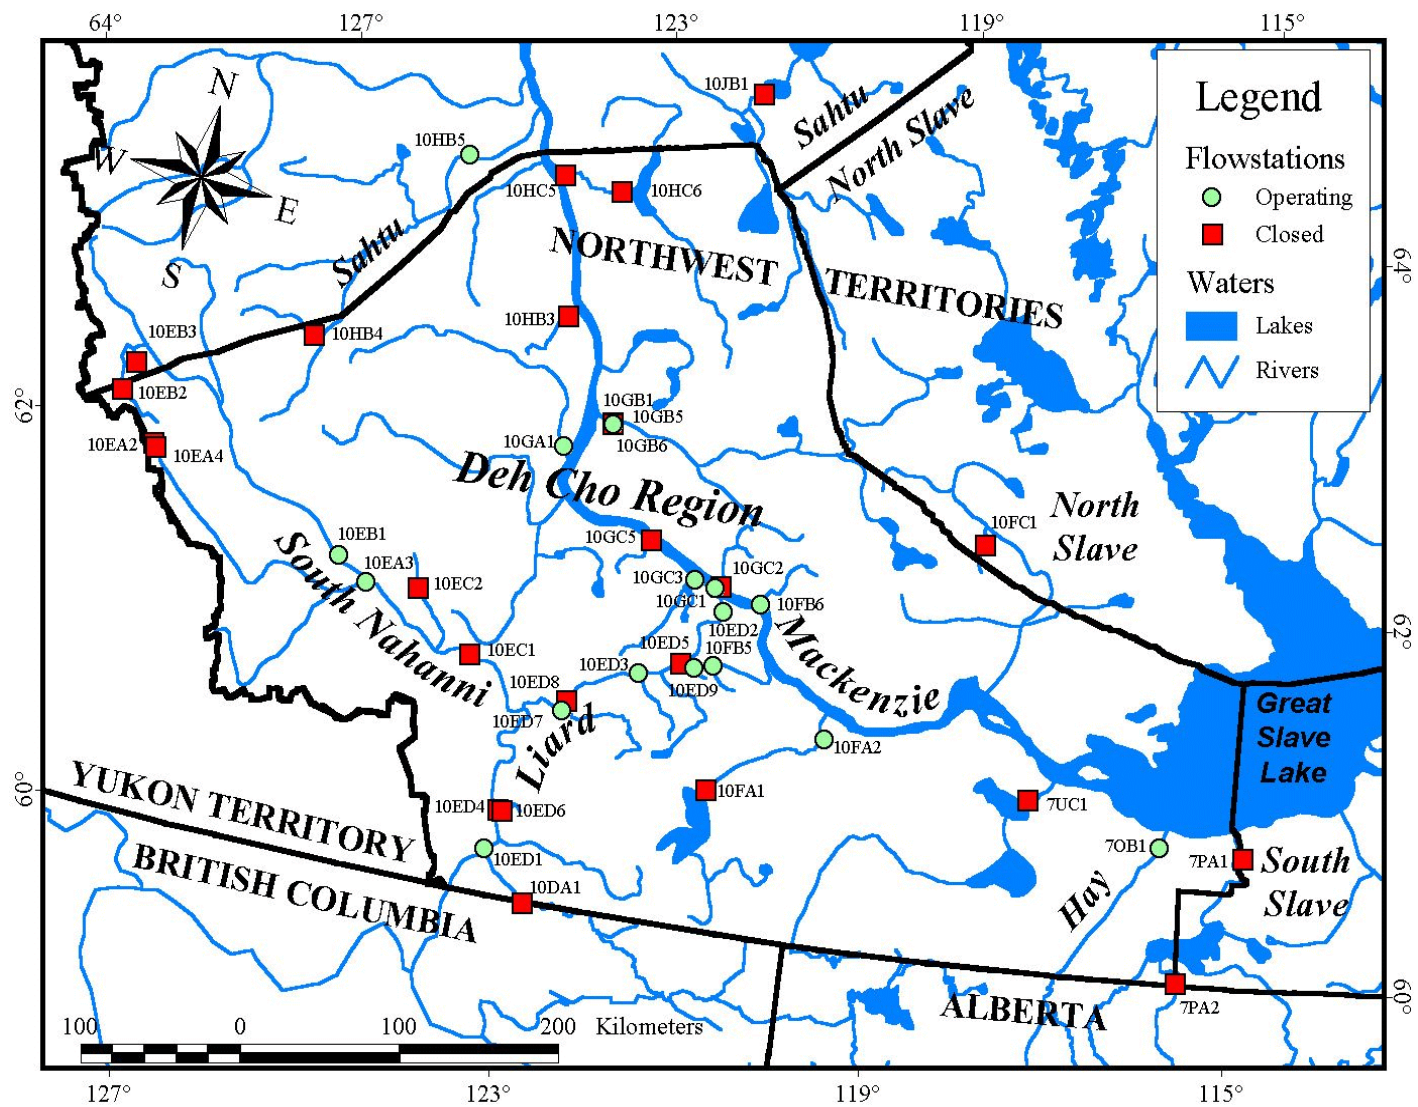 64°
127°
123°
119°
115°
N
W
E
S
10JB1
Sahtu
North Slave
Legend
Flowstations
Operating
Closed
Waters
Lakes
Rivers
10HB5
10HC5
10HC6
Sahtu
NORTHWEST
TERRITORIES
64°
10EB3
10HB4
10HB3
10EB2
62°
10GB1
10GB5
10GB6
10GA1
10EA2
10EA4
Deh Cho Region
North
Slave
10FC1
10GC5
10EB1
10EA3
10EC2
10GC3
10GC2
10GC1
10FB6
10ED2
62°
South Nahanni
10EC1
10ED5
10FB5
10ED3
10ED9
Mackenzie
10ED8
10ED7
Liard
10FA2
Great
Slave
Lake
60°
YUKON TERRITORY
10ED4
10ED6
10FA1
7UC1
10ED1
7OB1
7PA1
South
Slave
BRITISH COLUMBIA
10DA1
Hay
7PA2
60°
ALBERTA
100
0
100
200
Kilometers
127°
123°
119°
115°